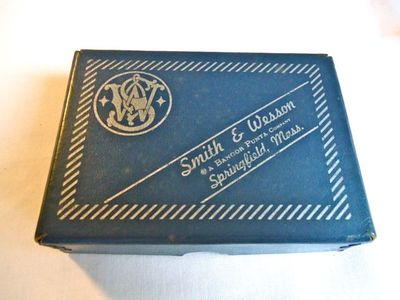 Smith & Wesson
A BANGOR PUNTA COMPANY
Springfield, Mass.